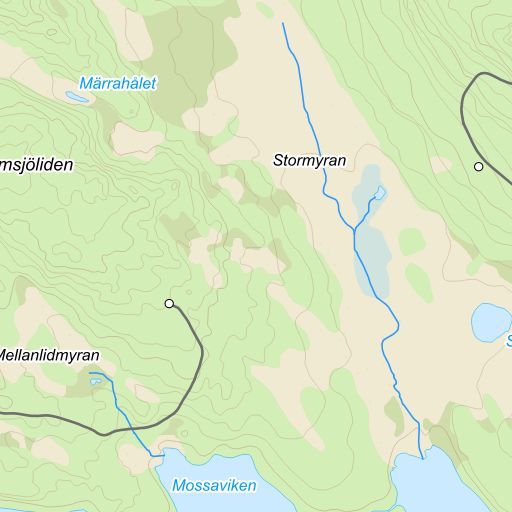 Märrahålet
Stormyran
msjöliden
Mellanlidmyran
S
Mossaviken